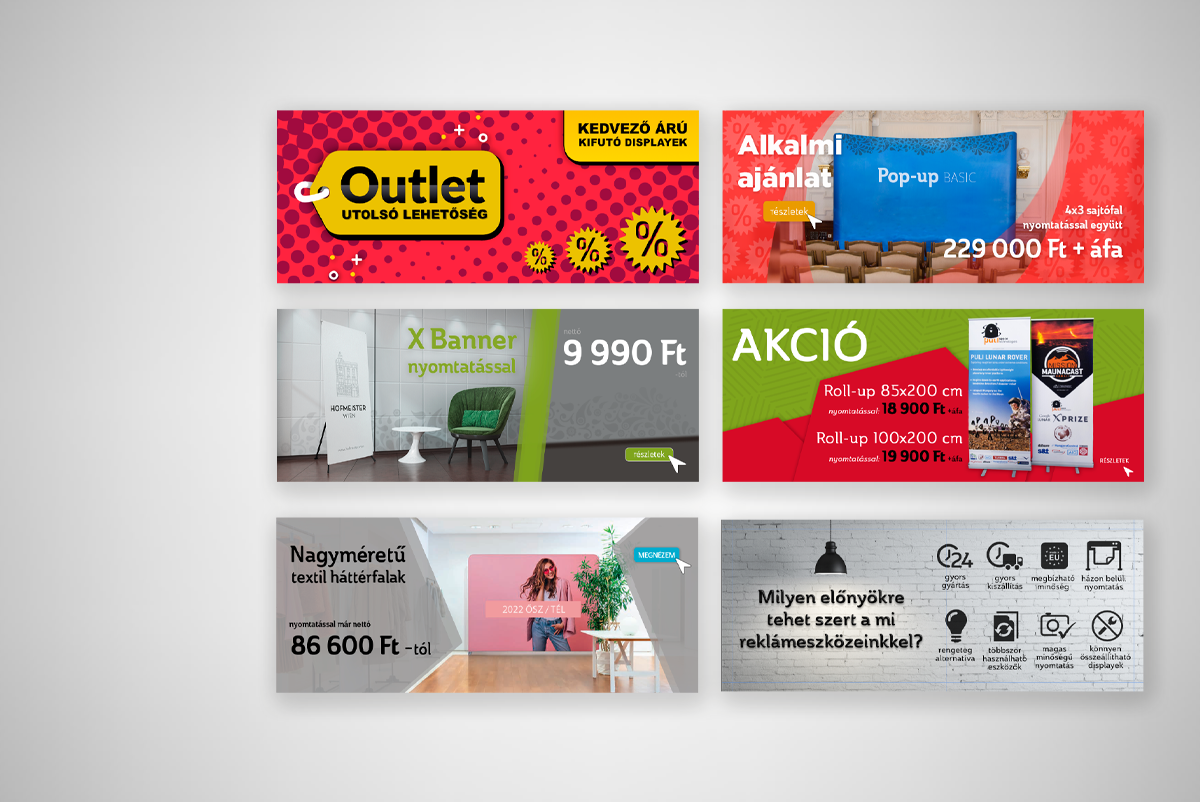 KEDVEZŐ ÁRÚ
KIFUTÓ DISPLAYEK
Outlet
UTOLSÓ LEHETŐSÉG
%
%
%
Alkalmi
ajánlat
részletek
Pop-up BASIC
4x3 sajtófal
nyomtatással együtt
229 000 Ft + áfa
X Banner
nyomtatással
HOFMEISTER
WIEN
nettó
9 990 Ft
-tól
részletek
AKCIÓ
Roll-up 85x200 cm
nyomtatással: 18 900 Ft +áfa
Roll-up 100x200 cm
nyomtatással: 19 900 Ft +áfa
PULI
PULI LUNAR ROVER
MISSION
MAUNACAST
XPRIZE
RÉSZLETEK
Nagyméretű
textil háttérfalak
nyomtatással már nettó
86 600 Ft –tól
2022 ŐSZ / TÉL
MEGNÉZEM
Milyen előnyökre
tehet szert a mi
reklámeszközeinkkel?
24
gyors
gyártás
gyors
kiszállítás
EU
megbízható
minőség
házon belüli
nyomtatás
rengeteg
alternatíva
többször
használható
eszközök
magas
minőségű
nyomtatás
könnyen
összeállítható
displayek